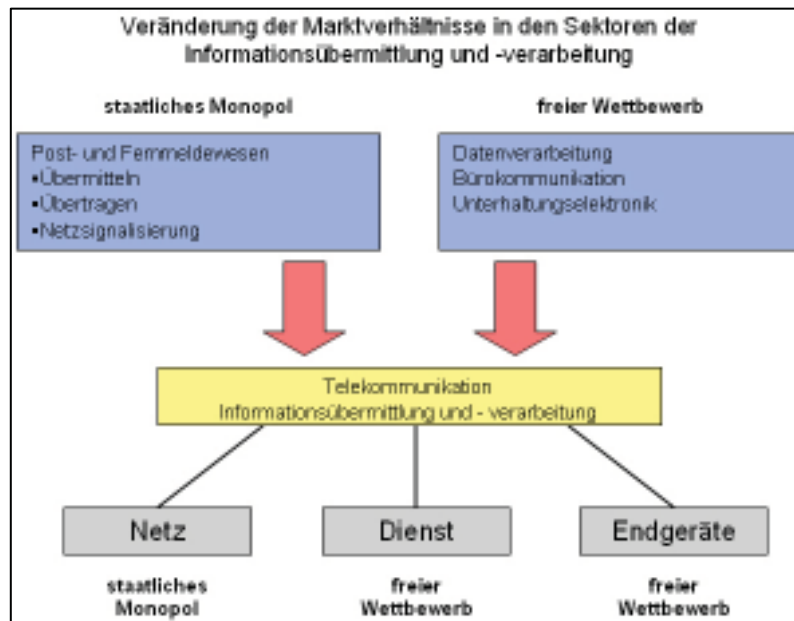 Veränderung der Marktverhältnisse in den Sektoren der
Informationsübermittlung und -verarbeitung
staatliches Monopol
freier Wettbewerb
Post- und Fernmeldewesen
▪Übermitteln
▪Übertragen
▪Netzsignalisierung
Datenverarbeitung
Bürokommunikation
Unterhaltungselektronik
Telekommunikation
Informationsübermittlung und - verarbeitung
Netz
Dienst
Endgeräte
staatliches
Monopol
freier
Wettbewerb
freier
Wettbewerb